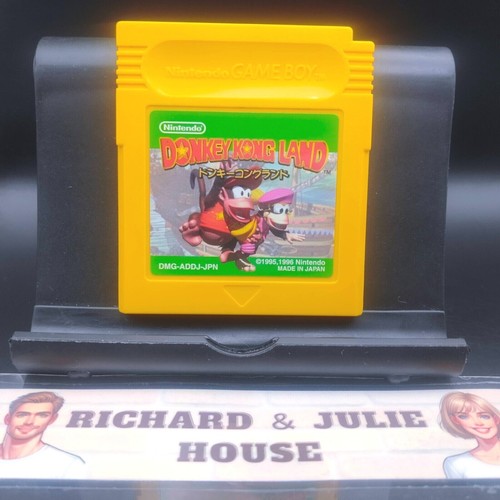 Nintendo GAME BOY
Nintendo
DONKEY KONG LAND
TM
ドンキーコングランド
DMG-ADDJ-JPN
©1995,1996 Nintendo
MADE IN JAPAN
RICHARD & JULIE
HOUSE